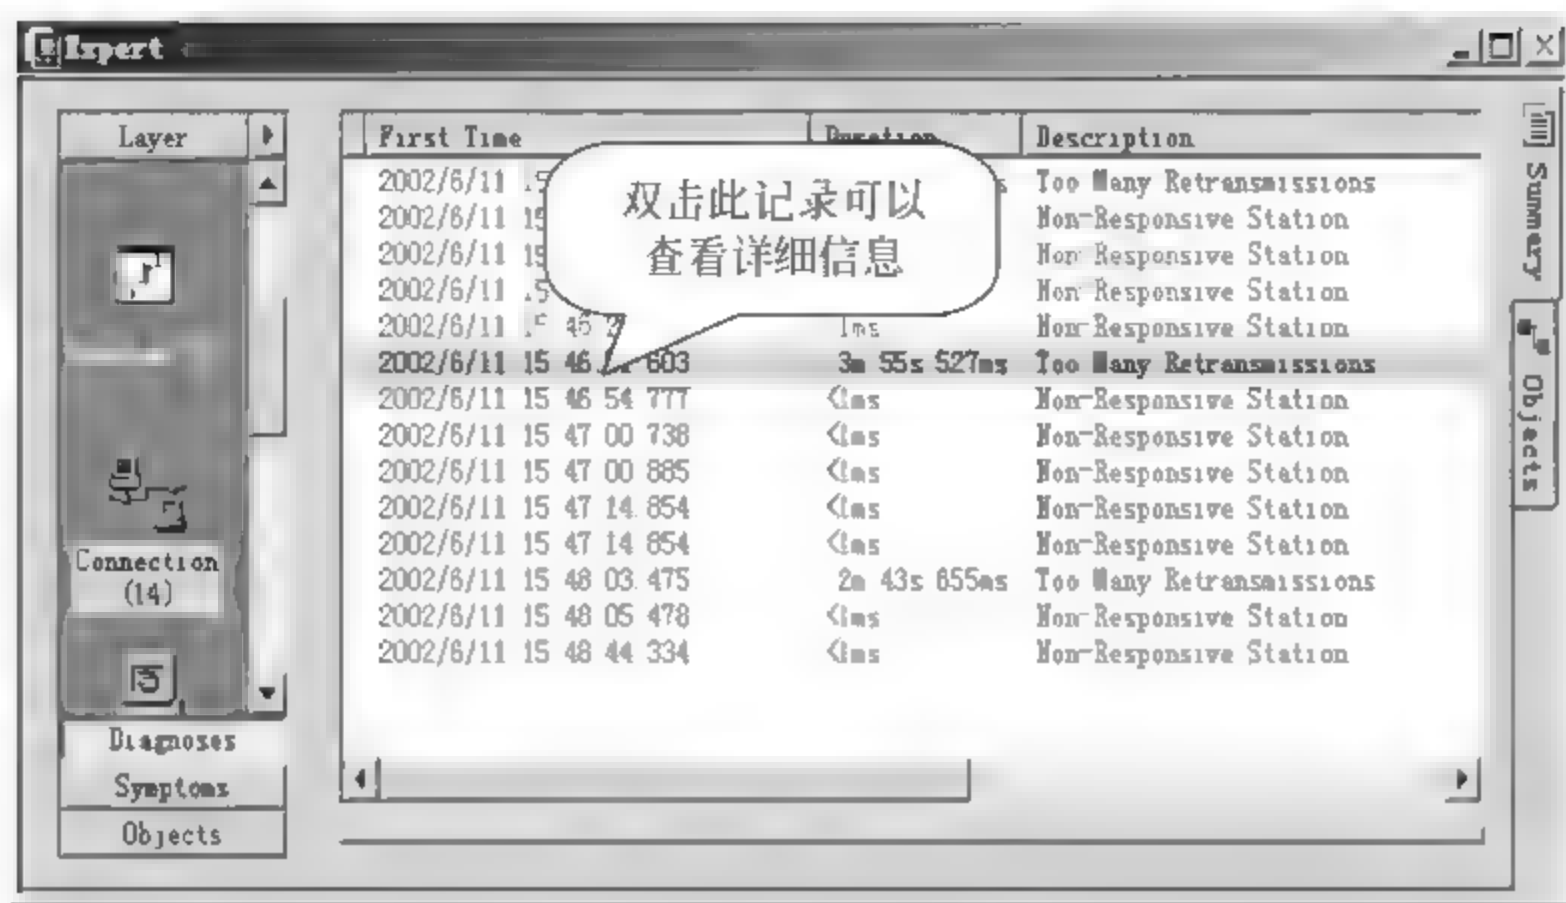 Expert
Layer
First Time Duration Description
2002/6/11 Too Many Retransmissions
2002/6/11 Non-Responsive Station
2002/6/11 Non-Responsive Station
2002/6/11 Non-Responsive Station
2002/6/11 1ms Non-Responsive Station
2002/6/11 15 46 603 3m 55s 527ms Too Many Retransmissions
2002/6/11 15 46 54 777 <1ms Non-Responsive Station
2002/6/11 15 47 00 738 <1ms Non-Responsive Station
2002/6/11 15 47 00 885 <1ms Non-Responsive Station
2002/6/11 15 47 14.854 <1ms Non-Responsive Station
2002/6/11 15 47 14 854 <1ms Non-Responsive Station
2002/6/11 15 48 03.475 2m 43s 855ms Too Many Retransmissions
2002/6/11 15 48 05 478 <1ms Non-Responsive Station
2002/6/11 15 48 44 334 <1ms Non-Responsive Station
双击此记录可以
查看详细信息
Connection
(14)
Diagnoses
Symptoms
Objects
Summary
Objects